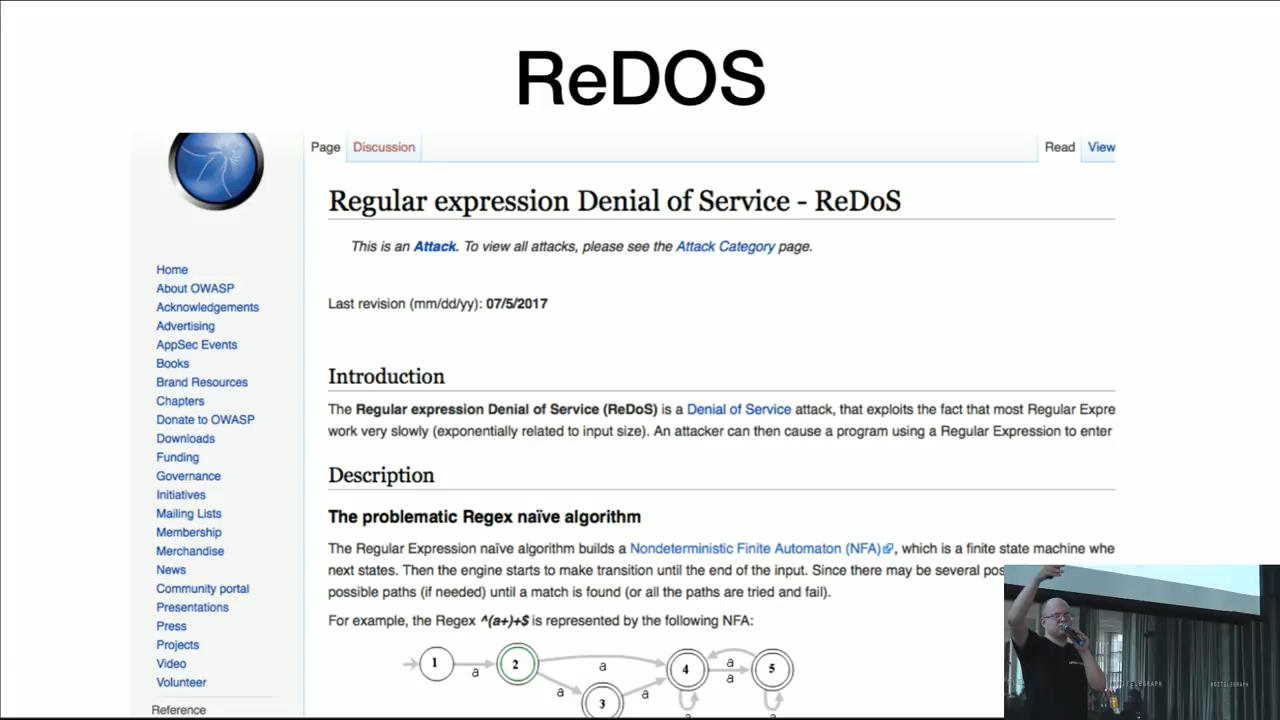 ReDOS
Page Discussion Read View
Regular expression Denial of Service - ReDoS
This is an Attack. To view all attacks, please see the Attack Category page.
Last revision (mm/dd/yy): 07/5/2017
Introduction
The Regular expression Denial of Service (ReDoS) is a Denial of Service attack, that exploits the fact that most Regular Expre
work very slowly (exponentially related to input size). An attacker can then cause a program using a Regular Expression to enter
Description
The problematic Regex naïve algorithm
The Regular Expression naïve algorithm builds a Nondeterministic Finite Automaton (NFA), which is a finite state machine whe
next states. Then the engine starts to make transition until the end of the input. Since there may be several pos
possible paths (if needed) until a match is found (or all the paths are tried and fail).
For example, the Regex ^(a+)+$ is represented by the following NFA:
1 a 2 a a 3 a 4 a a 5
Home
About OWASP
Acknowledgements
Advertising
AppSec Events
Books
Brand Resources
Chapters
Donate to OWASP
Downloads
Funding
Governance
Initiatives
Mailing Lists
Membership
Merchandise
News
Community portal
Presentations
Press
Projects
Video
Volunteer
Reference